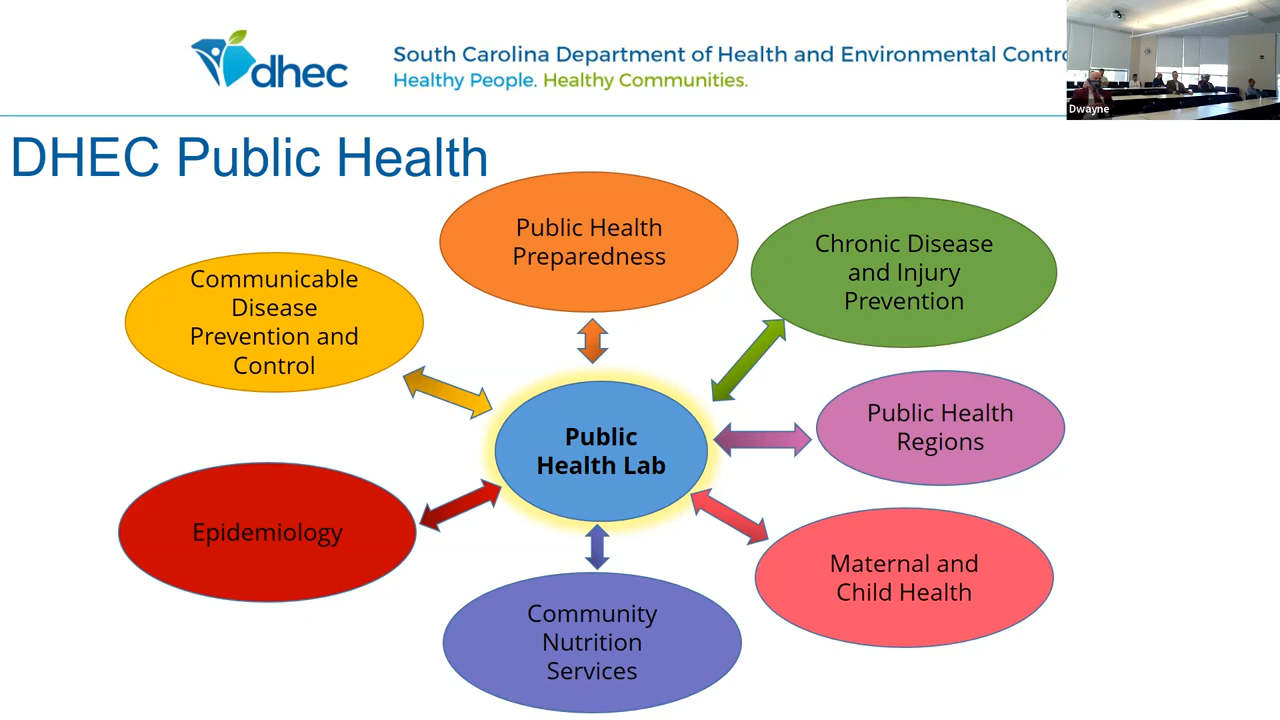 dhec
South Carolina Department of Health and Environmental Contro
Healthy People. Healthy Communities.
Dwayne
DHEC Public Health
Public Health
Preparedness
Chronic Disease
and Injury
Prevention
Communicable
Disease
Prevention and
Control
Public Health
Regions
Public
Health Lab
Epidemiology
Maternal and
Child Health
Community
Nutrition
Services